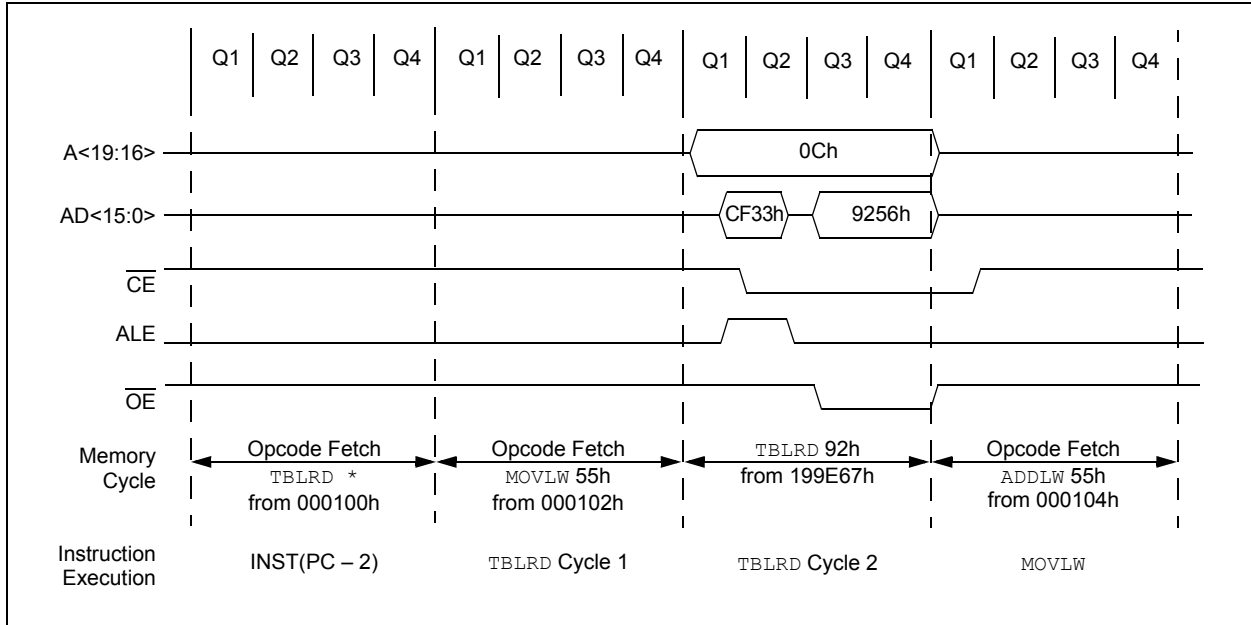 Q1 Q2 Q3 Q4 Q1 Q2 Q3 Q4 Q1 Q2 Q3 Q4 Q1 Q2 Q3 Q4
A<19:16> 0Ch
AD<15:0> CF33h 9256h
CE
ALE
OE
Memory Cycle
Opcode Fetch
TBLRD *
from 000100h
Opcode Fetch
MOVLW 55h
from 000102h
TBLRD 92h
from 199E67h
Opcode Fetch
ADDLW 55h
from 000104h
Instruction
Execution
INST(PC – 2) TBLRD Cycle 1 TBLRD Cycle 2 MOVLW